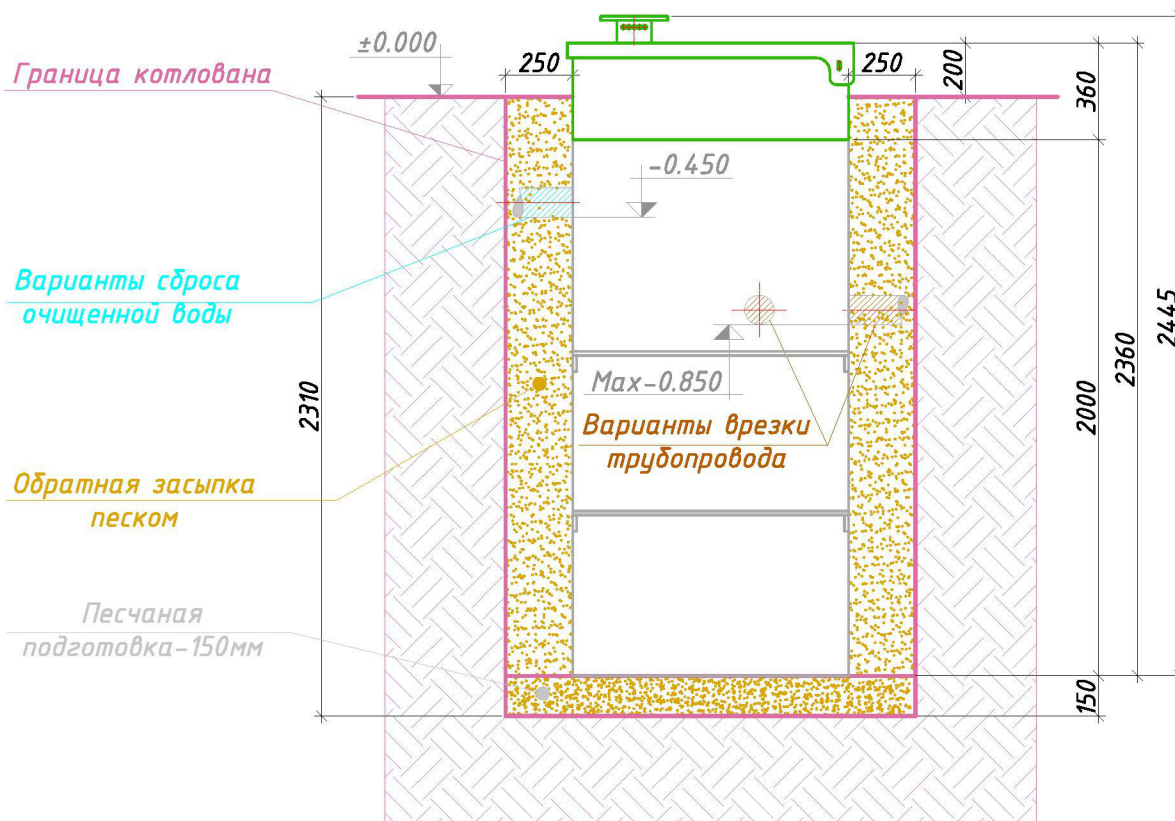 ±0.000
250
250
200
360
Граница котлована
-0.450
Варианты сброса
очищенной воды
2445
2360
2310
Max-0.850
2000
Варианты врезки
трубопровода
Обратная засыпка
песком
Песчаная
подготовка-150мм
150